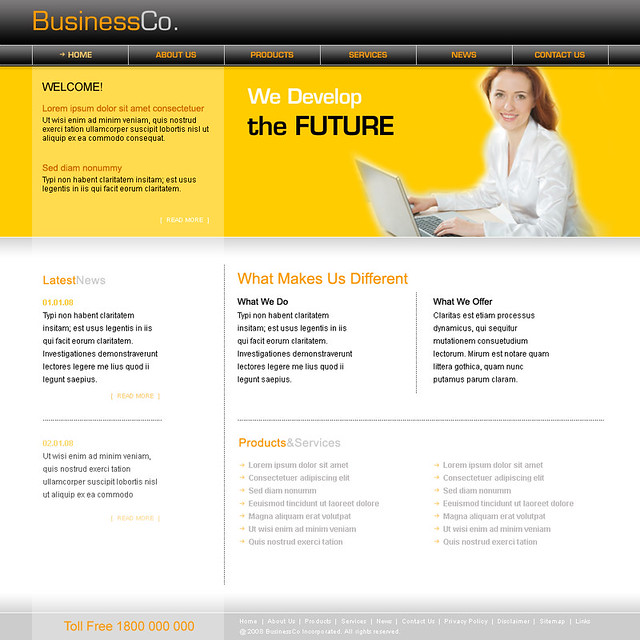 BusinessCo.
HOME ABOUT US PRODUCTS SERVICES NEWS CONTACT US
WELCOME!
Lorem ipsum dolor sit amet consectetuer
Ut wisi enim ad minim veniam, quis nostrud
exerci tation ullamcorper suscipit lobortis nisl ut
aliquip ex ea commodo consequat.
Sed diam nonummy
Typi non habent claritatem insitam; est usus
legentis in iis qui facit eorum claritatem.
[ READ MORE ]
We Develop
the FUTURE
LatestNews
01.01.08
Typi non habent claritatem
insitam; est usus legentis in iis
qui facit eorum claritatem.
Investigationes demonstraverunt
lectores legere me lius quod ii
legunt saepius.
[ READ MORE ]
02.01.08
Ut wisi enim ad minim veniam,
quis nostrud exerci tation
ullamcorper suscipit lobortis nisl
ut aliquip ex ea commodo
[ READ MORE ]
What Makes Us Different
What We Do
Typi non habent claritatem
insitam; est usus legentis in iis
qui facit eorum claritatem.
Investigationes demonstraverunt
lectores legere me lius quod ii
legunt saepius.
What We Offer
Claritas est etiam processus
dynamicus, qui sequitur
mutationem consuetudium
lectorum. Mirum est notare quam
littera gothica, quam nunc
putamus parum claram.
Products&Services
Lorem ipsum dolor sit amet
Consectetuer adipiscing elit
Sed diam nonumm
Eeuismod tincidunt ut laoreet dolore
Magna aliquam erat volutpat
Ut wisi enim ad minim veniam
Quis nostrud exerci tation
Lorem ipsum dolor sit amet
Consectetuer adipiscing elit
Sed diam nonumm
Eeuismod tincidunt ut laoreet dolore
Magna aliquam erat volutpat
Ut wisi enim ad minim veniam
Quis nostrud exerci tation
Toll Free 1800 000 000
Home | About Us | Products | Services | News | Contact Us | Privacy Policy | Disclaimer | Sitemap | Links
@ 2008 BusinessCo Incorporated. All rights reserved.